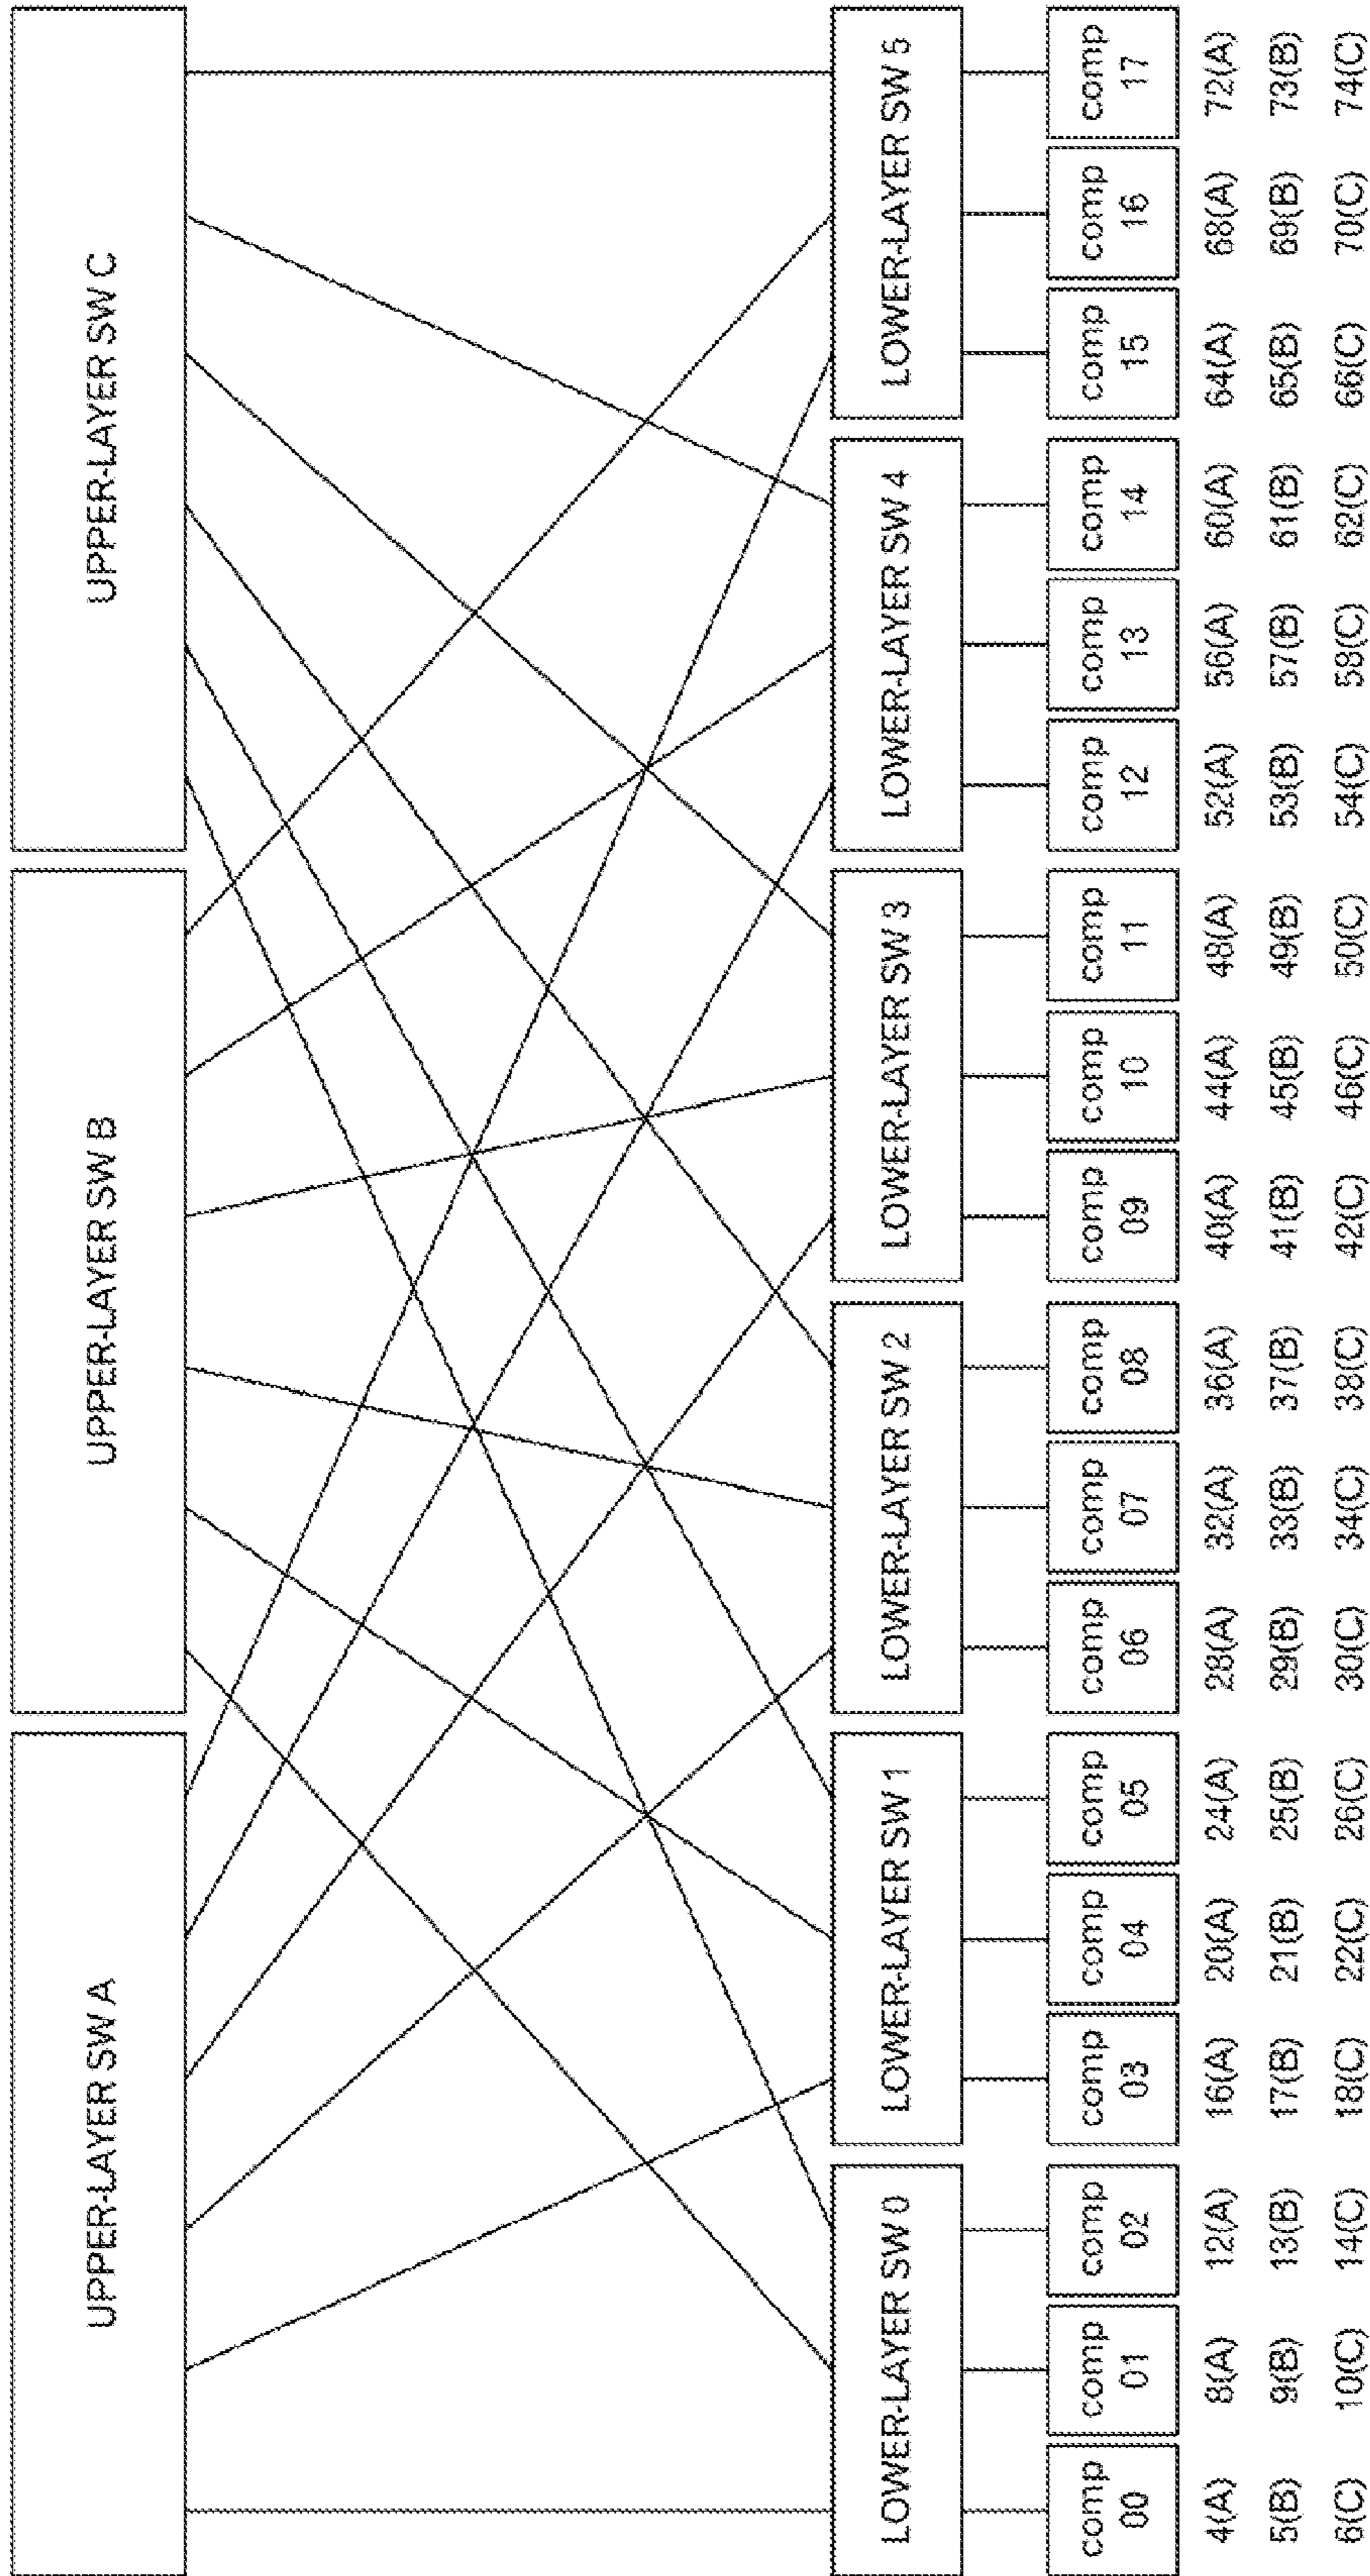 UPPER-LAYER SW A
UPPER-LAYER SW B
UPPER-LAYER SW C
LOWER-LAYER SW 0
LOWER-LAYER SW 1
LOWER-LAYER SW 2
LOWER-LAYER SW 3
LOWER-LAYER SW 4
LOWER-LAYER SW 5
comp comp comp comp comp comp comp comp comp comp comp comp comp comp comp comp comp comp
00 01 02 03 04 05 06 07 08 09 10 11 12 13 14 15 16 17
4(A) 8(A) 12(A) 16(A) 20(A) 24(A) 28(A) 32(A) 36(A) 40(A) 44(A) 48(A) 52(A) 56(A) 60(A) 64(A) 68(A) 72(A)
5(B) 9(B) 13(B) 17(B) 21(B) 25(B) 29(B) 33(B) 37(B) 41(B) 45(B) 49(B) 53(B) 57(B) 61(B) 65(B) 69(B) 73(B)
6(C) 10(C) 14(C) 18(C) 22(C) 26(C) 30(C) 34(C) 38(C) 42(C) 46(C) 50(C) 54(C) 58(C) 62(C) 66(C) 70(C) 74(C)